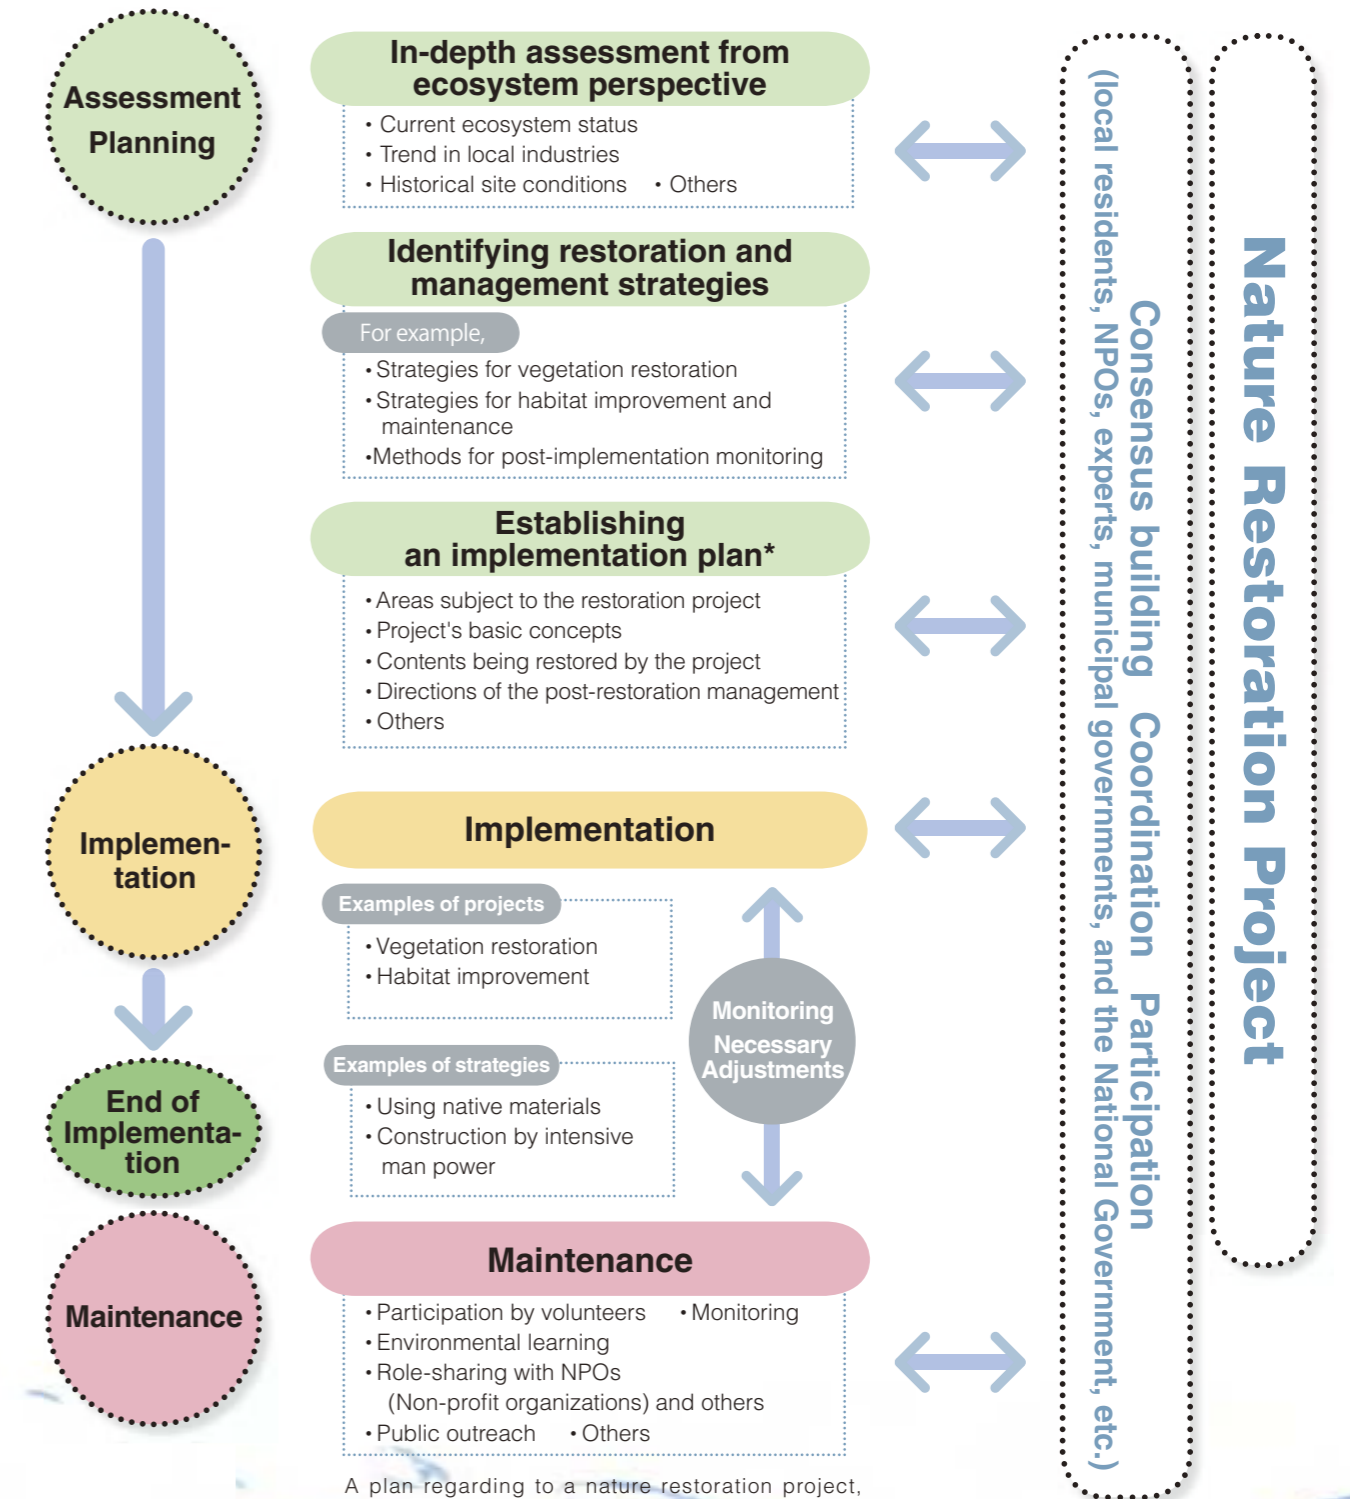 Assessment
Planning
In-depth assessment from
ecosystem perspective
・Current ecosystem status
・Trend in local industries
・Historical site conditions ・Others
Identifying restoration and
management strategies
For example,
・Strategies for vegetation restoration
・Strategies for habitat improvement and
maintenance
・Methods for post-implementation monitoring
Establishing
an implementation plan*
・Areas subject to the restoration project
・Project's basic concepts
・Contents being restored by the project
・Directions of the post-restoration management
・Others
Implemen-
tation
Implementation
Examples of projects
・Vegetation restoration
・Habitat improvement
Monitoring
Necessary
Adjustments
Examples of strategies
・Using native materials
・Construction by intensive
man power
End of
Implementa-
tion
Maintenance
Maintenance
・Participation by volunteers ・Monitoring
・Environmental learning
・Role-sharing with NPOs
(Non-profit organizations) and others
・Public outreach ・Others
A plan regarding to a nature restoration project,
Consensus building Coordination Participation
(local residents, NPOs, experts, municipal governments, and the National Government, etc.)
Nature Restoration Project